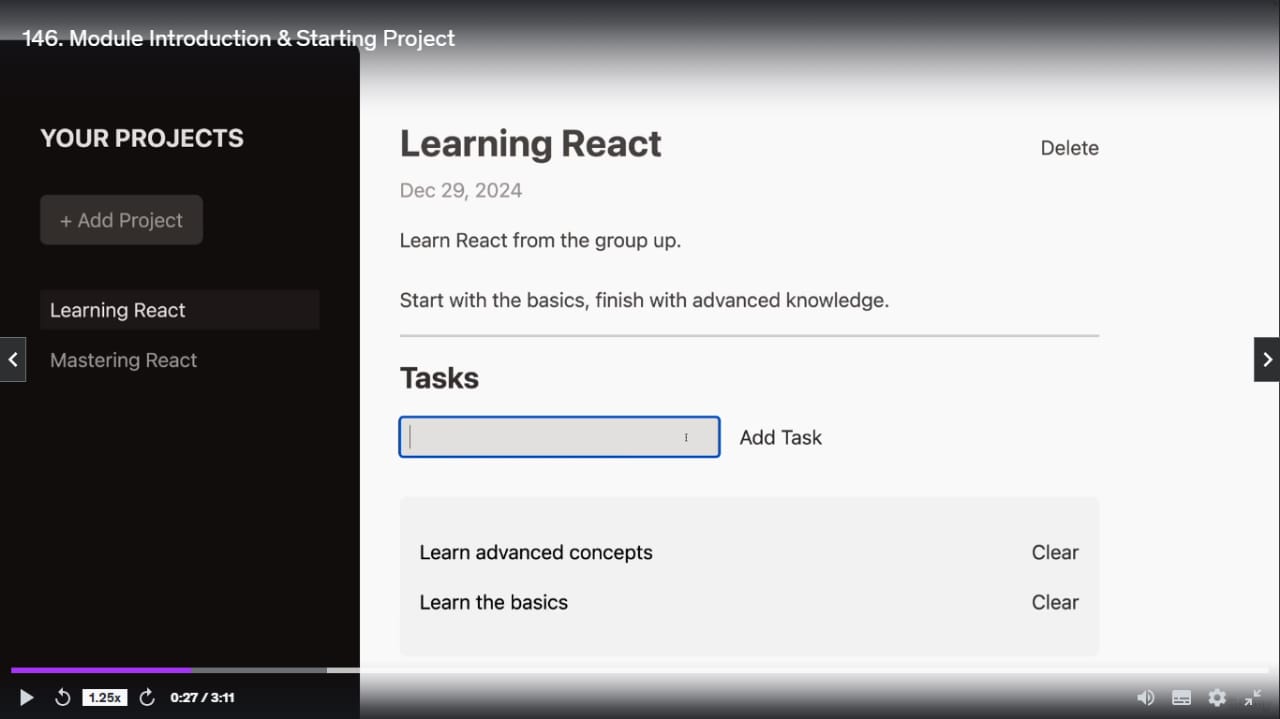 146. Module Introduction & Starting Project
YOUR PROJECTS
+ Add Project
Learning React
Mastering React
Learning React
Delete
Dec 29, 2024
Learn React from the group up.
Start with the basics, finish with advanced knowledge.
Tasks
Add Task
Learn advanced concepts
Clear
Learn the basics
Clear
1.25x
0:27 / 3:11